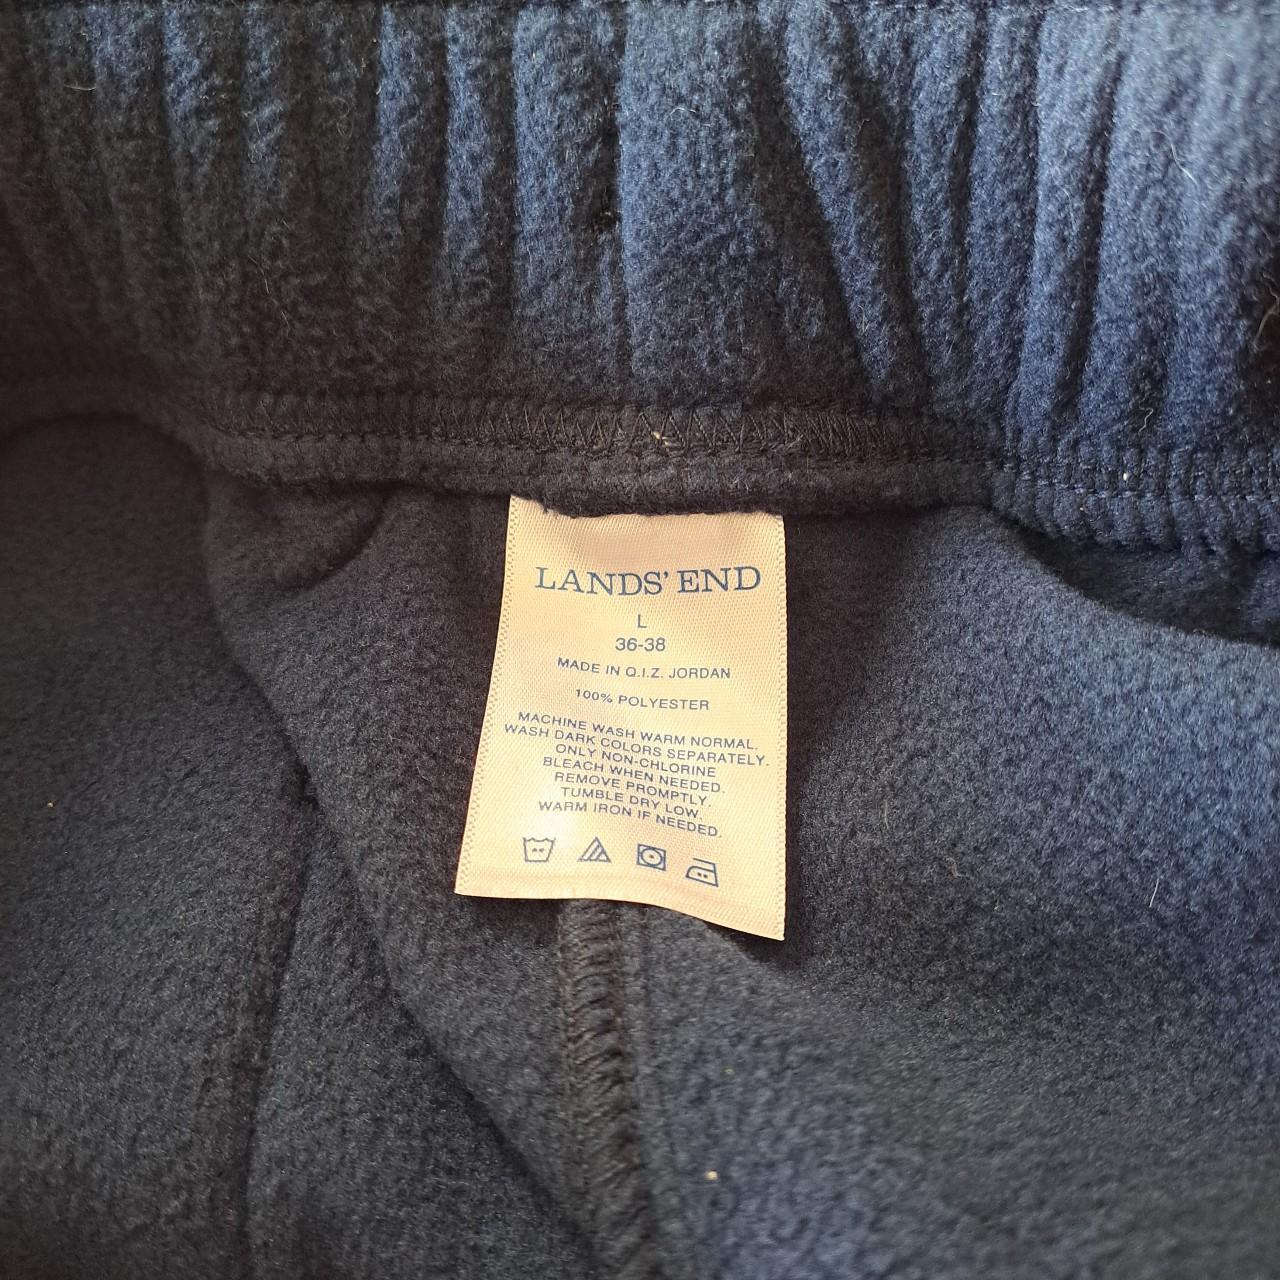 LANDS' END
L
36-38
MADE IN Q.I.Z. JORDAN
100% POLYESTER
MACHINE WASH WARM NORMAL.
WASH DARK COLORS SEPARATELY.
ONLY NON-CHLORINE
BLEACH WHEN NEEDED.
REMOVE PROMPTLY.
TUMBLE DRY LOW.
WARM IRON IF NEEDED.